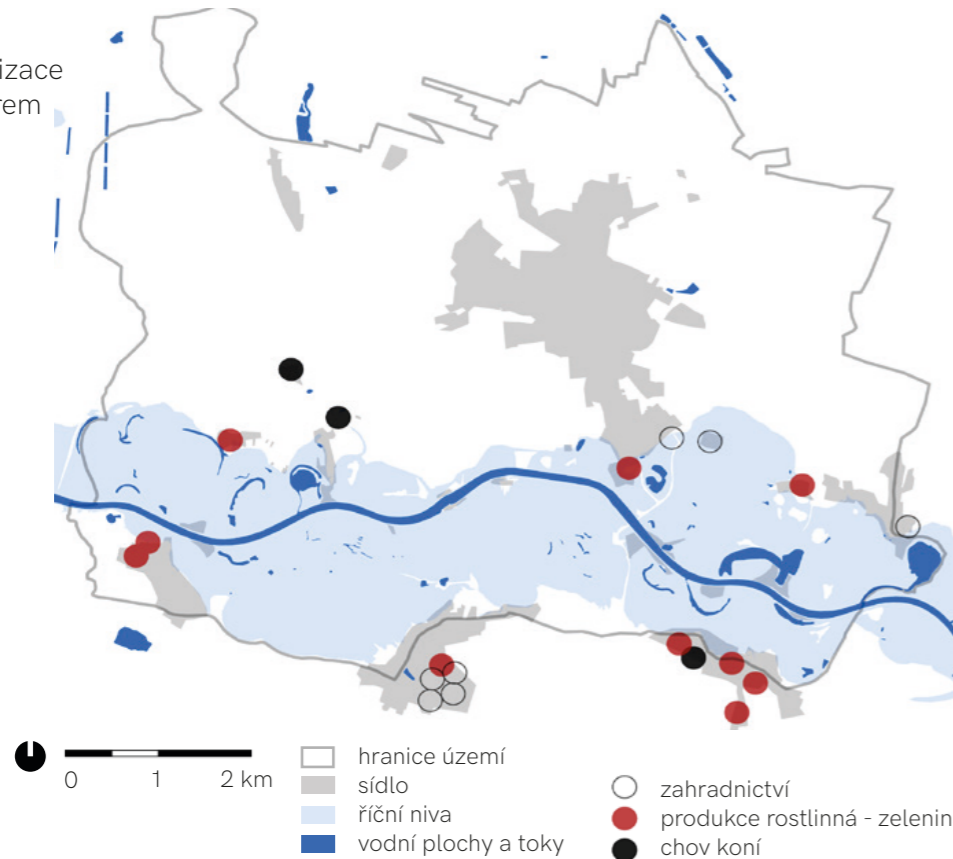 izace
rem
0 1 2 km
hranice území
sídlo
říční niva
vodní plochy a toky
zahradnictví
produkce rostlinná - zelenin
chov koní